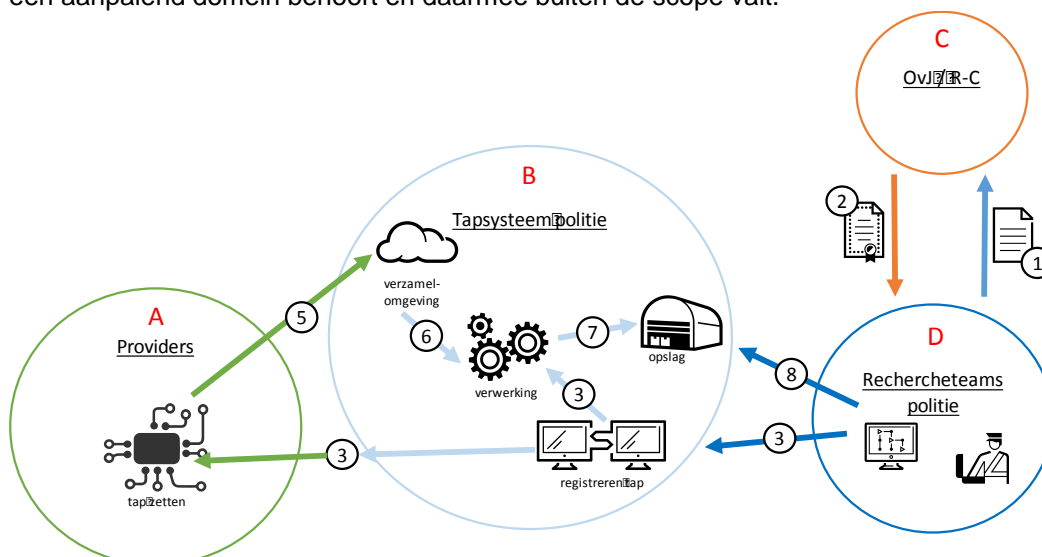 een aanpalend domein behoort en daarmee buiten de scope valt.
C
OvJ / R-C
2
1
B
Tapsysteem politie
verzamel-
omgeving
5
6
7
opslag
verwerking
3
registreren tap
3
A
Providers
tap zetten
D
Rechercheteams
politie
8
3